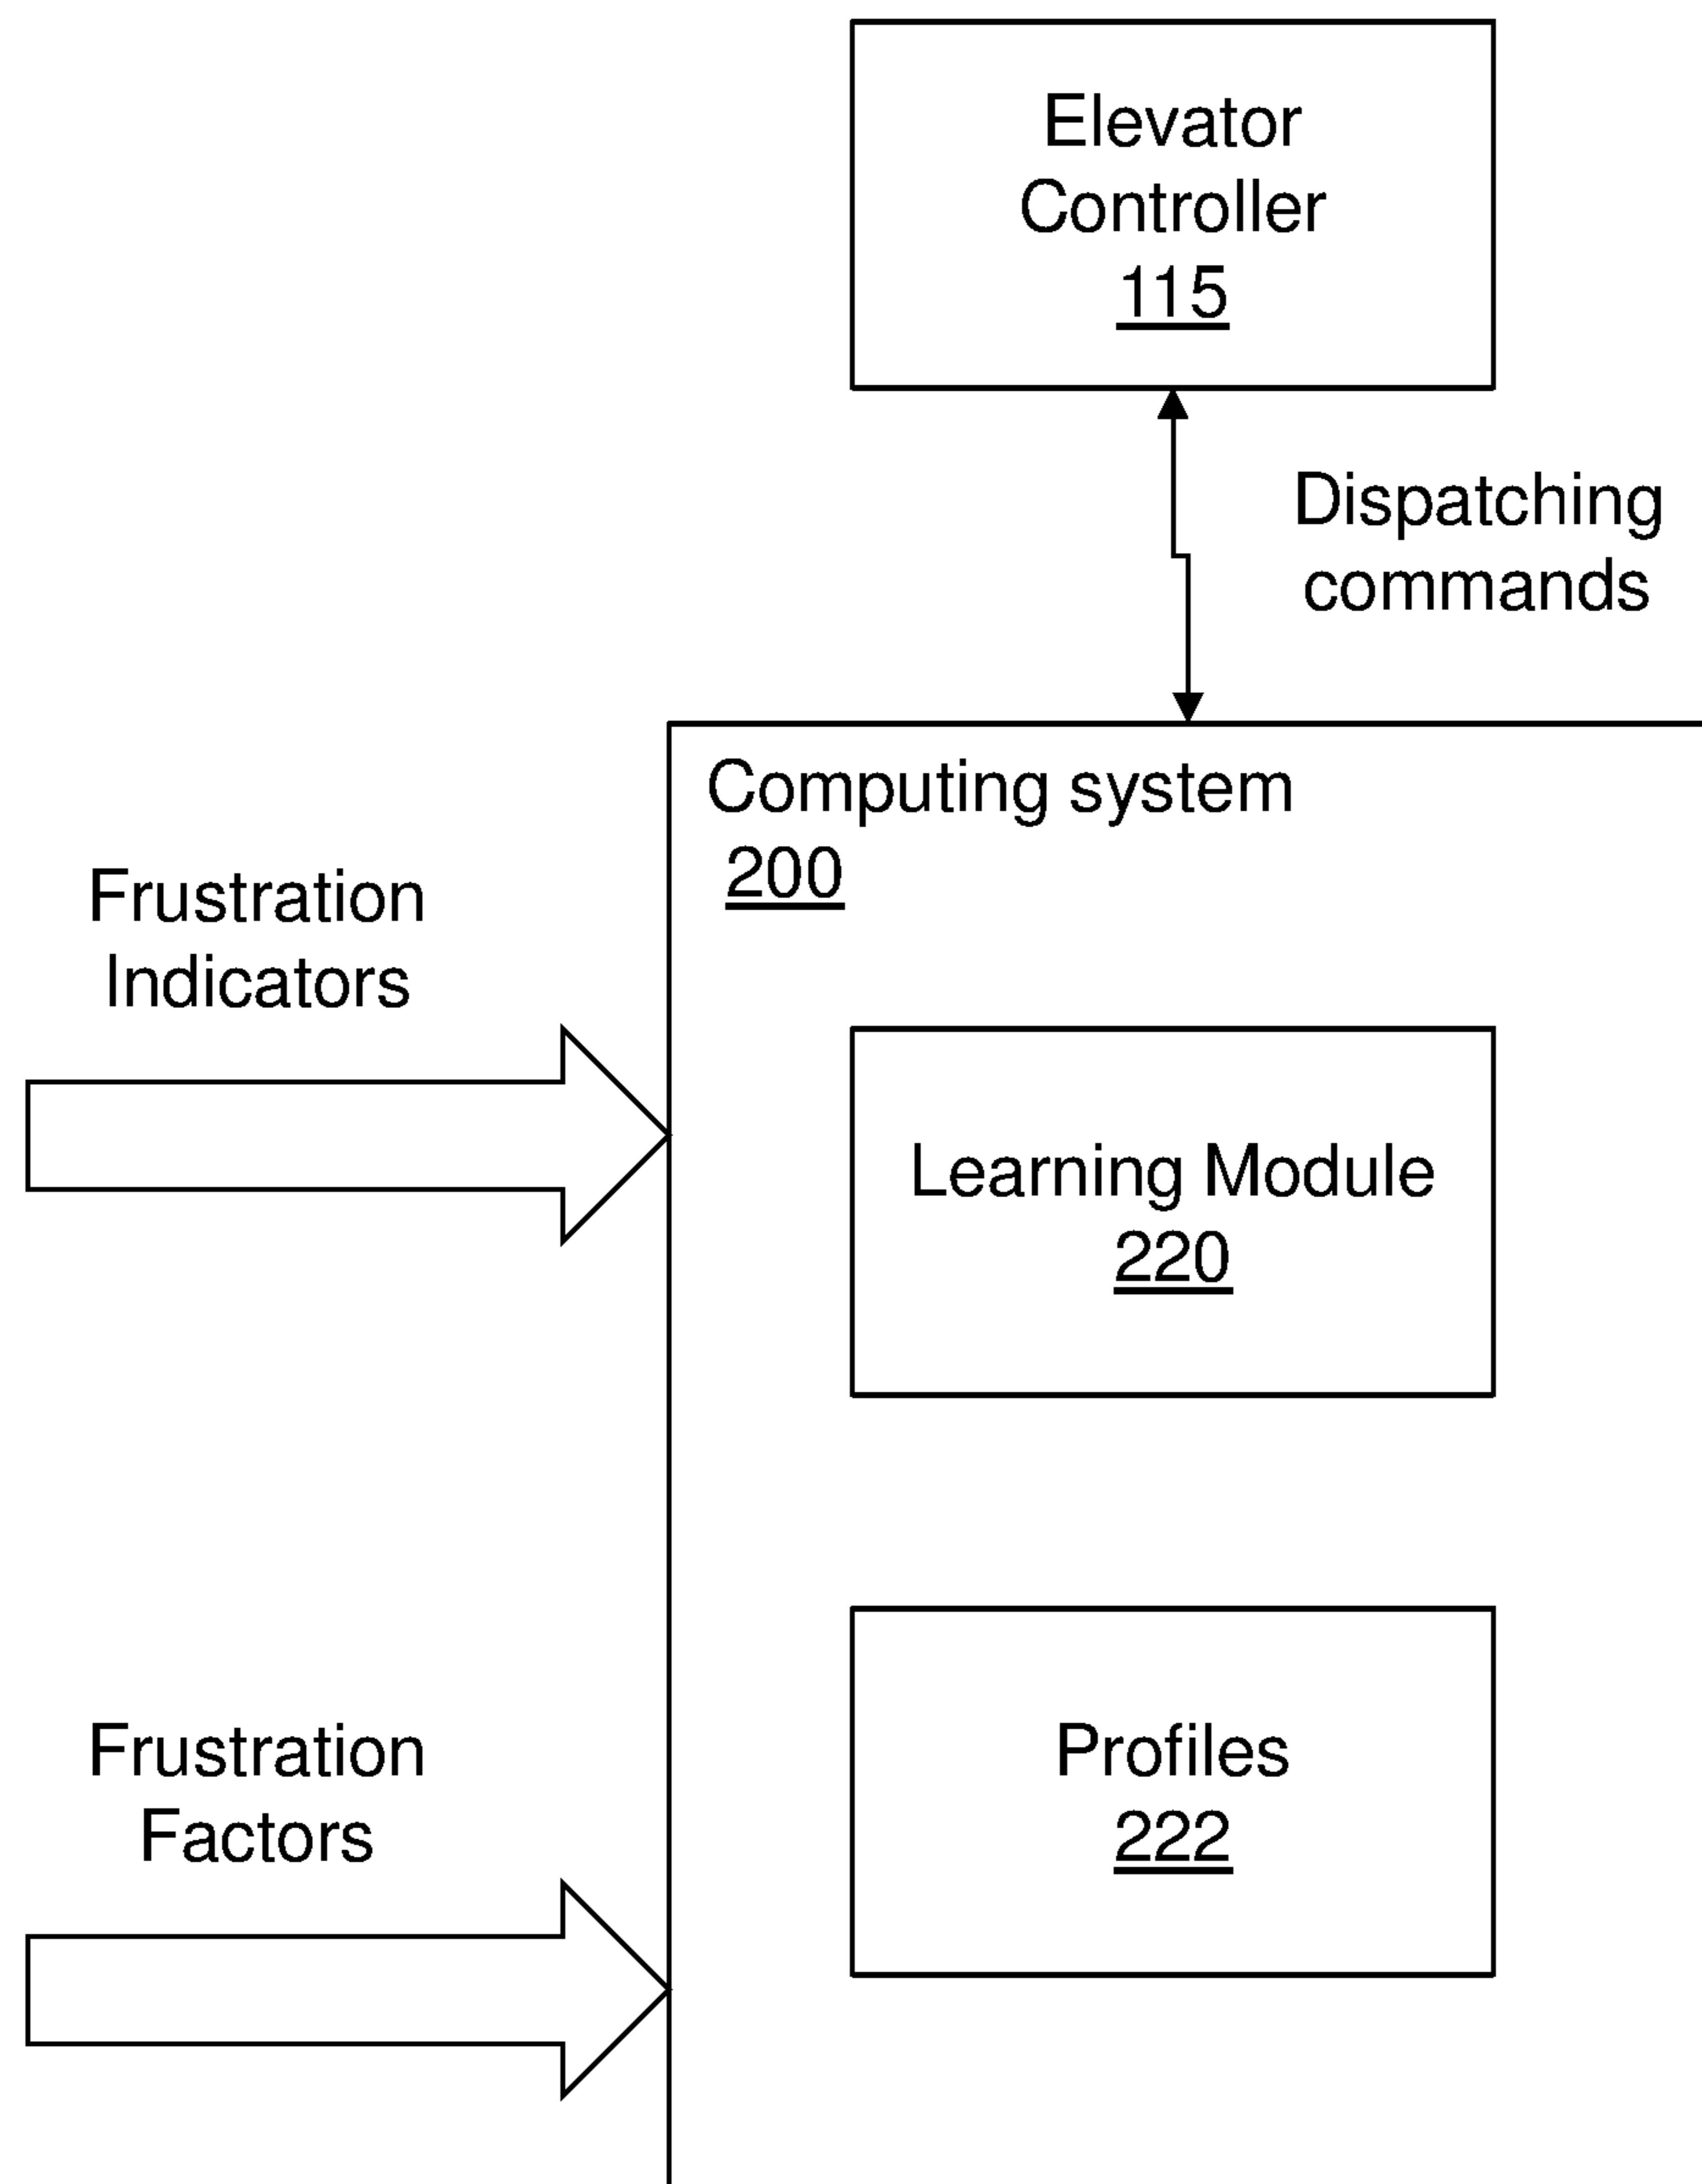 Elevator
Controller
115
Dispatching
commands
Computing system
200
Frustration
Indicators
Learning Module
220
Frustration
Factors
Profiles
222